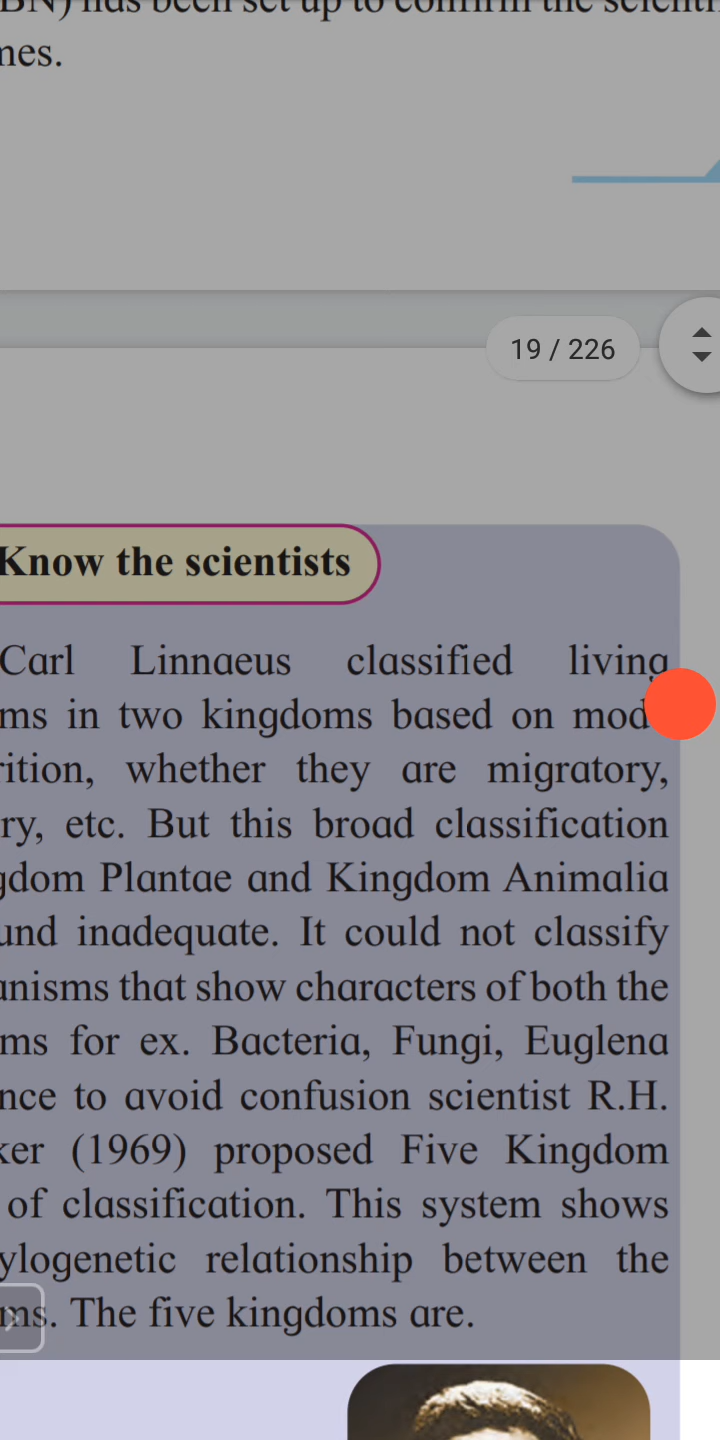 mes.
19 / 226
Know the scientists
Carl Linnaeus classified living
ms in two kingdoms based on mod
rition, whether they are migratory,
ry, etc. But this broad classification
gdom Plantae and Kingdom Animalia
und inadequate. It could not classify
anisms that show characters of both the
ms for ex. Bacteria, Fungi, Euglena
nce to avoid confusion scientist R.H.
ker (1969) proposed Five Kingdom
of classification. This system shows
ylogenetic relationship between the
ms. The five kingdoms are.